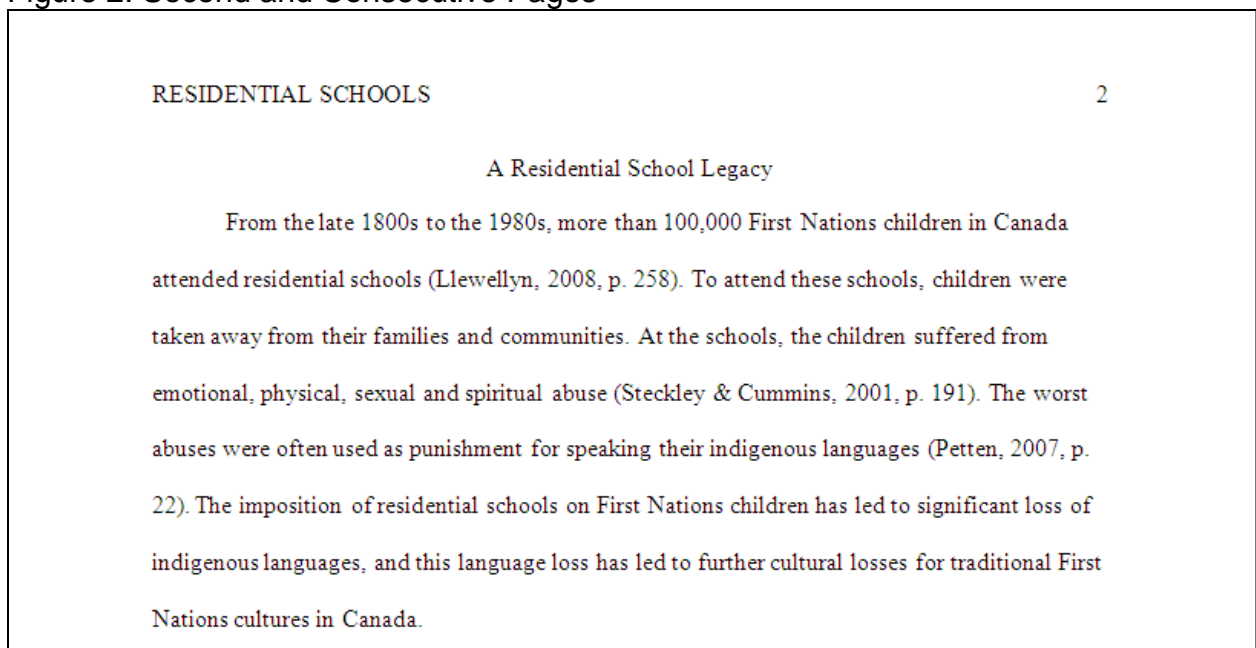 Figure 2: Second and Consecutive Pages
RESIDENTIAL SCHOOLS 2
A Residential School Legacy
From the late 1800s to the 1980s, more than 100,000 First Nations children in Canada
attended residential schools (Llewellyn, 2008, p. 258). To attend these schools, children were
taken away from their families and communities. At the schools, the children suffered from
emotional, physical, sexual and spiritual abuse (Steckley & Cummins, 2001, p. 191). The worst
abuses were often used as punishment for speaking their indigenous languages (Petten, 2007, p.
22). The imposition of residential schools on First Nations children has led to significant loss of
indigenous languages, and this language loss has led to further cultural losses for traditional First
Nations cultures in Canada.